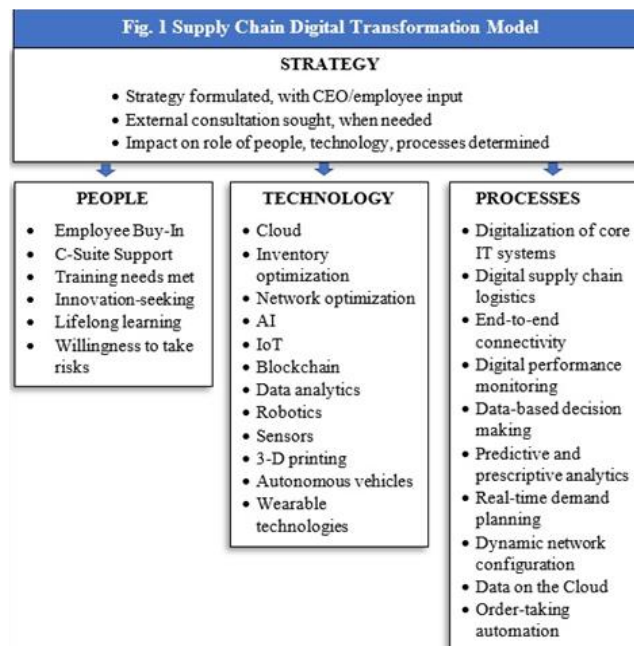 Fig. 1 Supply Chain Digital Transformation Model
STRATEGY
• Strategy formulated, with CEO/employee input
• External consultation sought, when needed
• Impact on role of people, technology, processes determined
PEOPLE
• Employee Buy-In
• C-Suite Support
• Training needs met
• Innovation-seeking
• Lifelong learning
• Willingness to take
risks
TECHNOLOGY
• Cloud
• Inventory
optimization
• Network optimization
• AI
• IoT
• Blockchain
• Data analytics
• Robotics
• Sensors
• 3-D printing
• Autonomous vehicles
• Wearable
technologies
PROCESSES
• Digitalization of core
IT systems
• Digital supply chain
logistics
• End-to-end
connectivity
• Digital performance
monitoring
• Data-based decision
making
• Predictive and
prescriptive analytics
• Real-time demand
planning
• Dynamic network
configuration
• Data on the Cloud
• Order-taking
automation